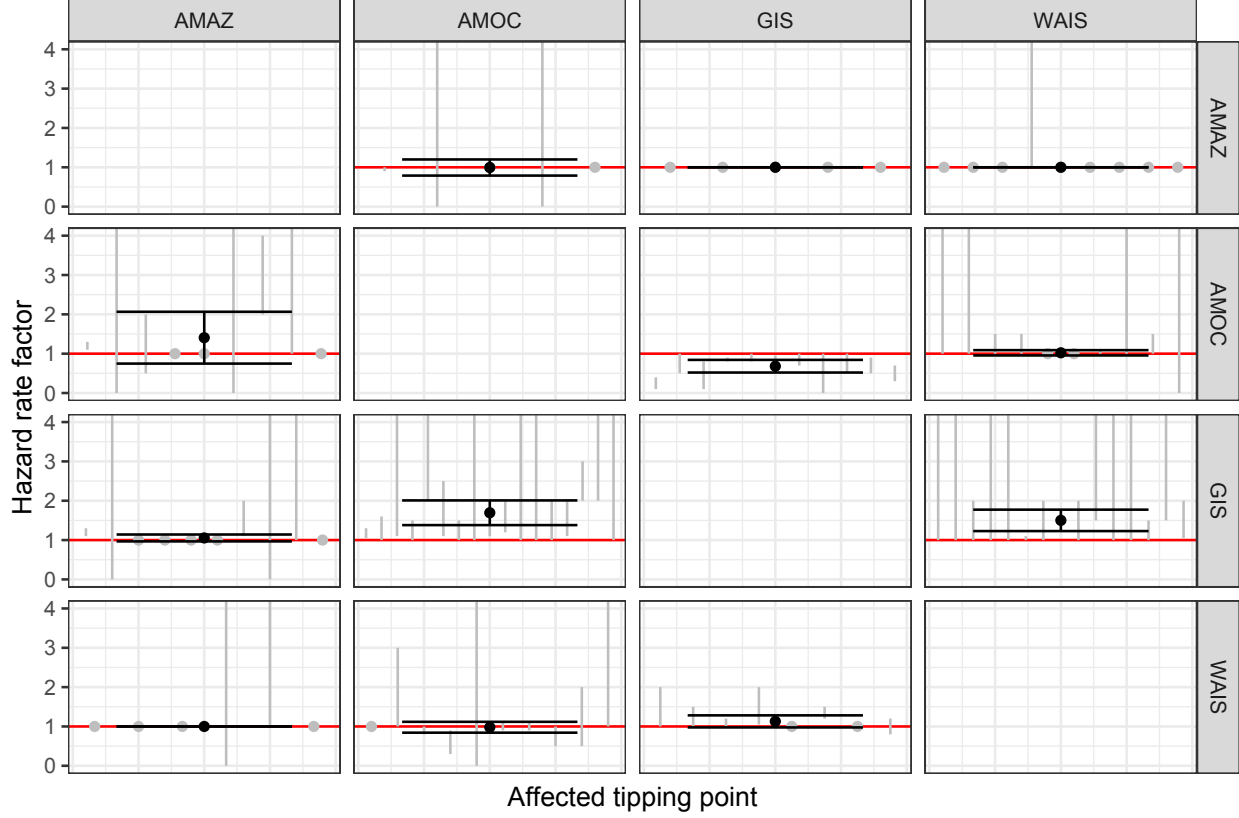 AMAZ AMOC GIS WAIS
4
3
2
1
0
AMAZ
4
3
2
1
0
AMOC
4
3
2
1
0
GIS
4
3
2
1
0
WAIS
Hazard rate factor
Affected tipping point